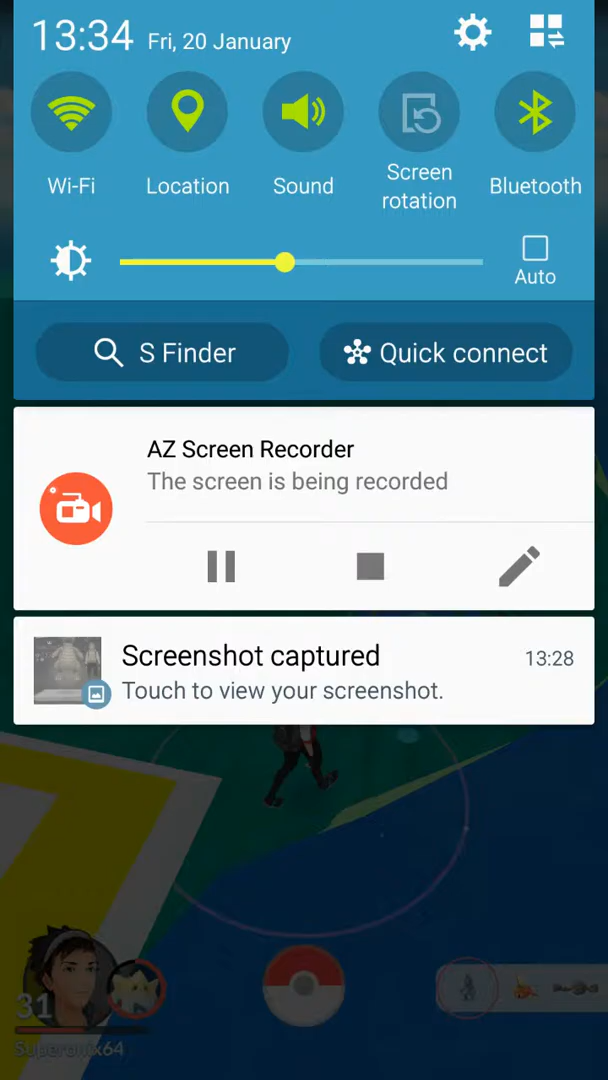 13:34 Fri, 20 January
Wi-Fi Location Sound Screen rotation Bluetooth
Auto
S Finder Quick connect
AZ Screen Recorder
The screen is being recorded
Screenshot captured 13:28
Touch to view your screenshot.
31
Superonix64